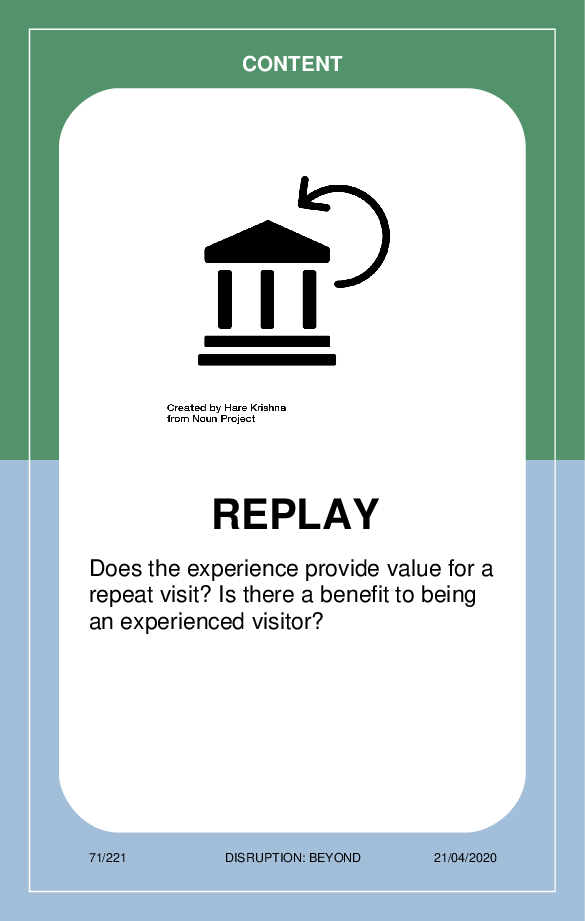 CONTENT
Created by Hare Krishna
from Noun Project
REPLAY
Does the experience provide value for a
repeat visit? Is there a benefit to being
an experienced visitor?
71/221
DISRUPTION: BEYOND
21/04/2020